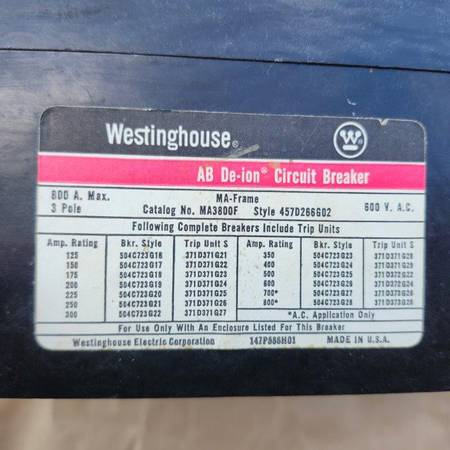 Westinghouse®
W
AB De-ion® Circuit Breaker
800 A. Max. MA-Frame 600 V. A.C.
3 Pole Catalog No. MA3800F Style 457D266G02
Following Complete Breakers Include Trip Units
Amp. Rating Bkr. Style Trip Unit S Amp. Rating Bkr. Style Trip Unit S
125 504C723G16 371D371G21 350 504C723G23 371D371G28
150 504C723G17 371D371G22 400 504C723G24
175 504C723G18 371D371G23 500 504C723G25
200 504C723G19 371D371G24 600 504C723G26
225 504C723G20 371D371G25 700* 504C723G27
250 504C723G21 371D371G26 800* 504C723G28
300 504C723G22 371D371G27 *A.C. Application Only
For Use Only With An Enclosure Listed For This Breaker
Westinghouse Electric Corporation 147P886H01 MADE IN U.S.A.